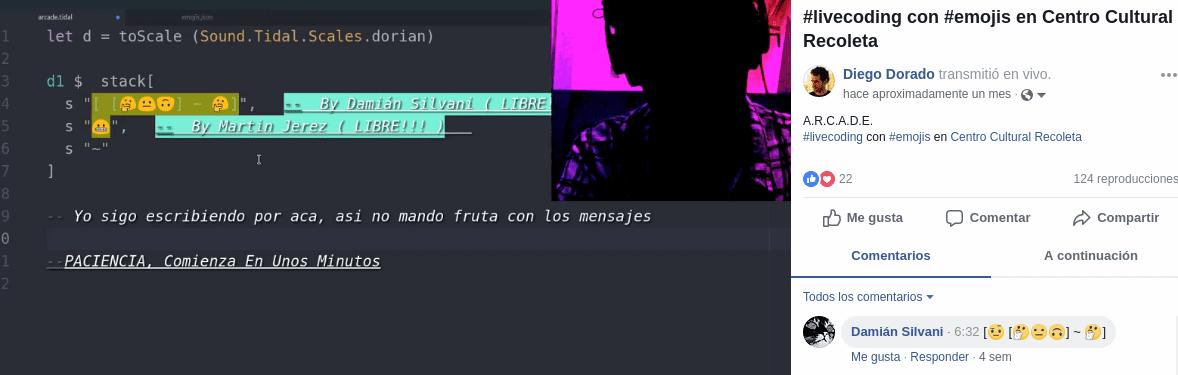 arcade.tidal
emojis.json
1 let d = toScale (Sound.Tidal.Scales.dorian)
2
3 d1 $ stack[
4 s "[ [🤔😐🙃] ~ 🤔]", -- By Damián Silvani ( LIBRE!
5 s "😬", -- By Martin Jerez ( LIBRE!!! )
6 s "~"
7 ]
8
9 -- Yo sigo escribiendo por aca, asi no mando fruta con los mensajes
0
1 --PACIENCIA, Comienza En Unos Minutos
2
#livecoding con #emojis en Centro Cultural
Recoleta
Diego Dorado transmitió en vivo.
hace aproximadamente un mes ·
A.R.C.A.D.E.
#livecoding con #emojis en Centro Cultural Recoleta
22
124 reproducciones
Me gusta Comentar Compartir
Comentarios A continuación
Todos los comentarios
Damián Silvani · 6:32 [🤨 [🤔😐🙃] ~ 🤔]
Me gusta · Responder · 4 sem